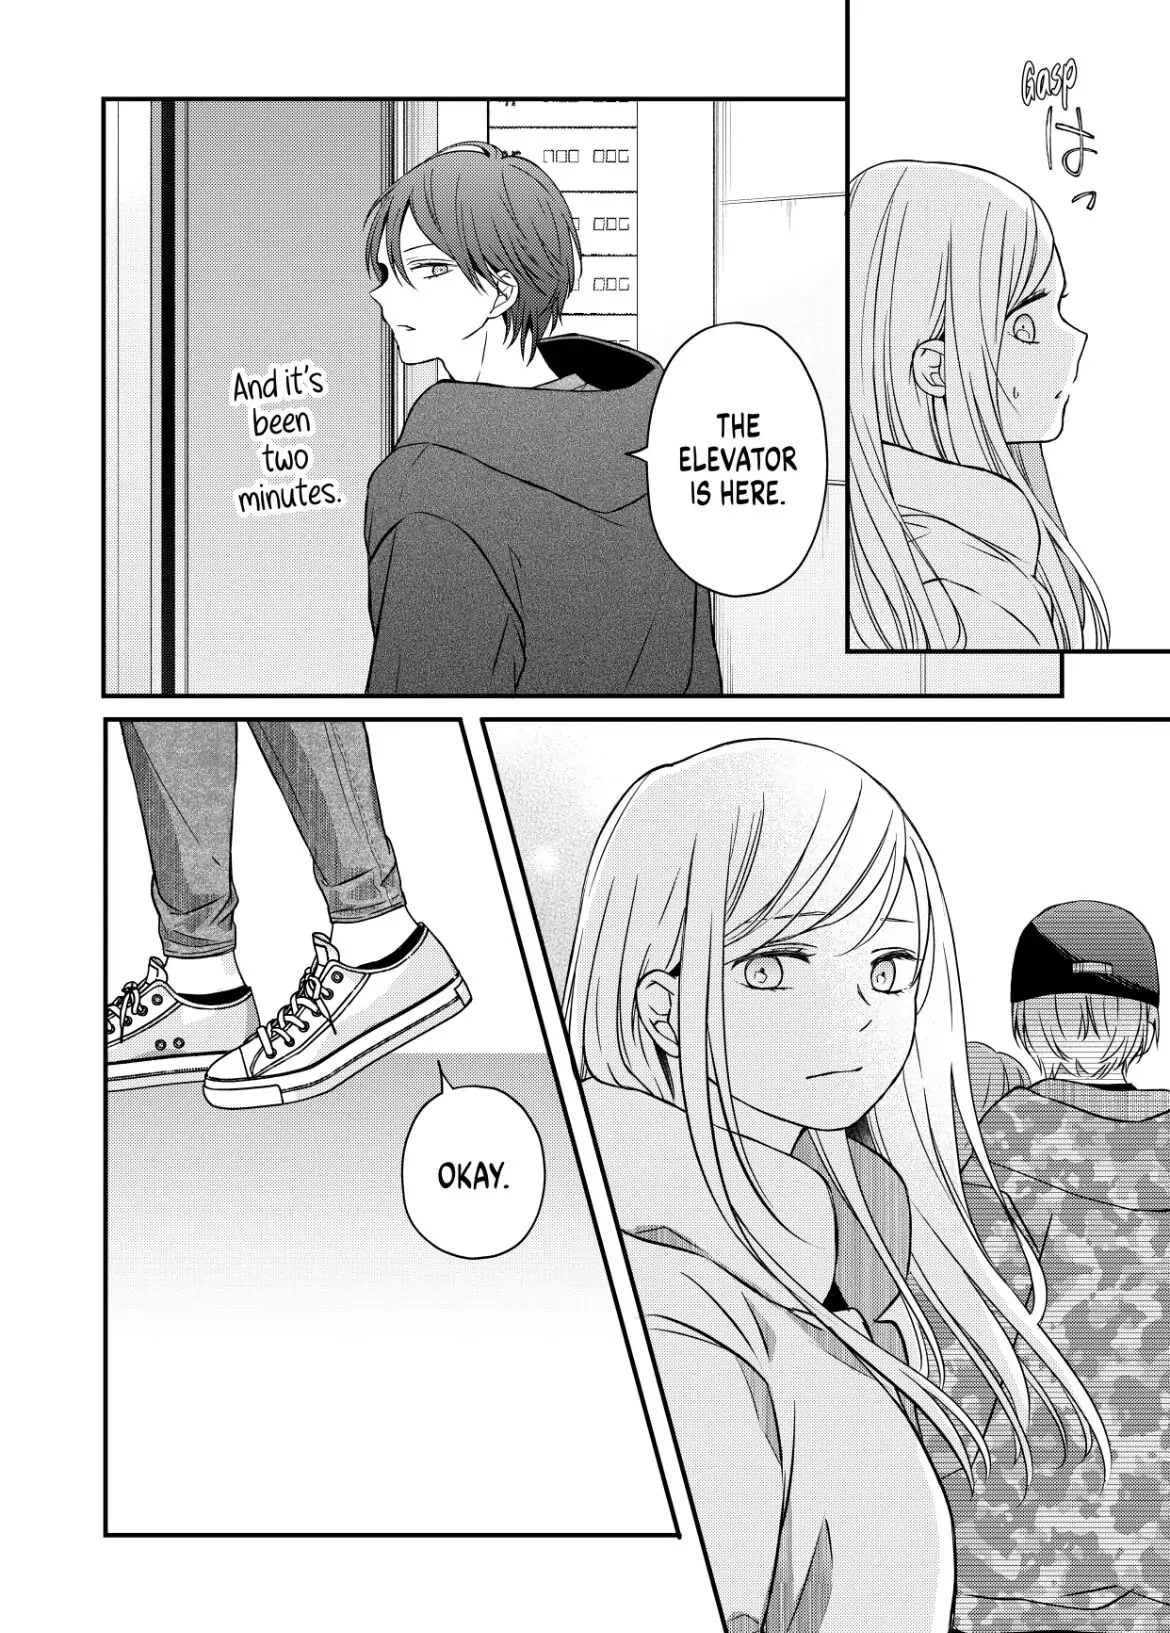 Gasp
はっ
THE
ELEVATOR
IS HERE.
And it's
been
two
minutes.
OKAY.